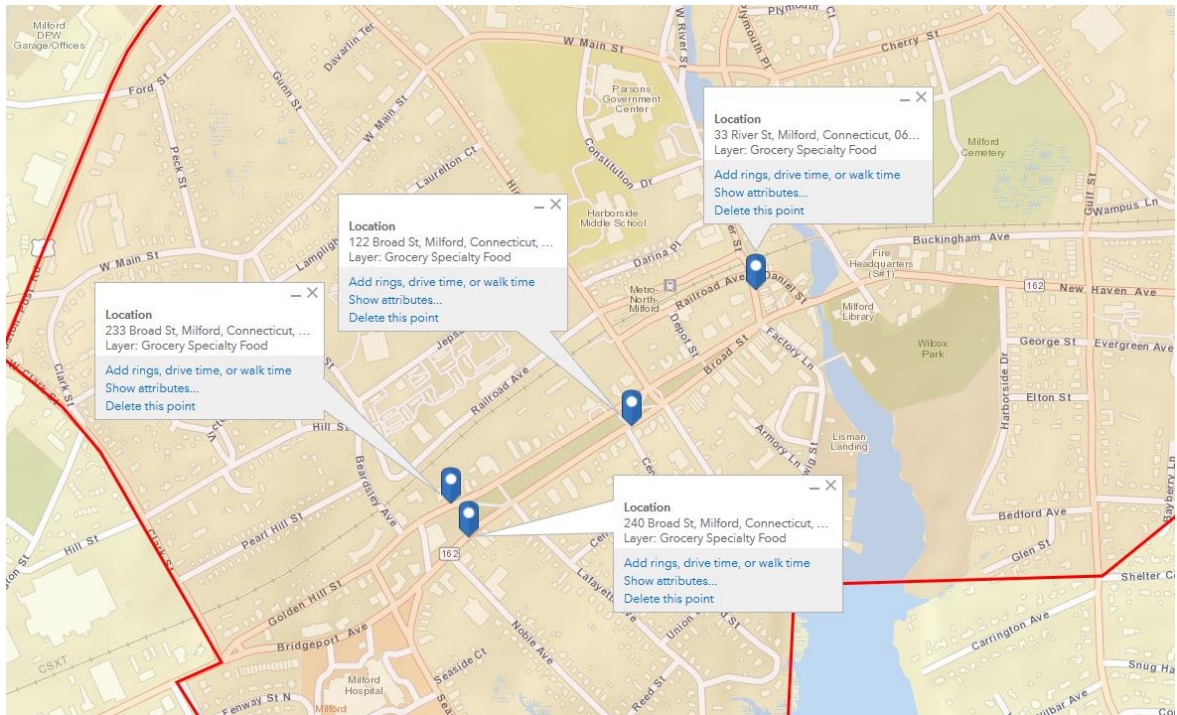 Milford
DPW
Garage/Offices
Ford St
Gunn St
Davarlin Ter
W Main St
W River St
Plymouth Pl
Cherry St
Parsons
Government
Center
Peck St
W Main St
Laurelton Ct
Constitution Dr
Location
33 River St, Milford, Connecticut, 06...
Layer: Grocery Specialty Food
Add rings, drive time, or walk time
Show attributes...
Delete this point
Milford
Cemetery
Gulf St
Wampus Ln
Harborside
Middle School
Location
122 Broad St, Milford, Connecticut, ...
Layer: Grocery Specialty Food
Add rings, drive time, or walk time
Show attributes...
Delete this point
W Main St
Darina Pl
Buckingham Ave
Fire
Headquarters
(S#1)
162
New Haven Ave
Metro-
North-
Milford
Railroad Ave
Daniel St
Milford
Library
Location
233 Broad St, Milford, Connecticut, ...
Layer: Grocery Specialty Food
Add rings, drive time, or walk time
Show attributes...
Delete this point
W Clark St
Clark St
Depot St
Broad St
Factory Ln
Wilcox
Park
George St
Evergreen Ave
Harborside Dr
Elton St
Railroad Ave
Hill St
Beardsley Ave
Armory Ln
Lisman
Landing
Bayberry Ln
Pearl Hill St
Hill St
Clark St
162
Location
240 Broad St, Milford, Connecticut, ...
Layer: Grocery Specialty Food
Add rings, drive time, or walk time
Show attributes...
Delete this point
Bedford Ave
Glen St
Golden Hill St
Bridgeport Ave
Lafayette
Noble Ave
Union
Carrington Ave
CSXT
Milford
Hospital
Seaside Ct
Reed St
Fenway St N
Milford